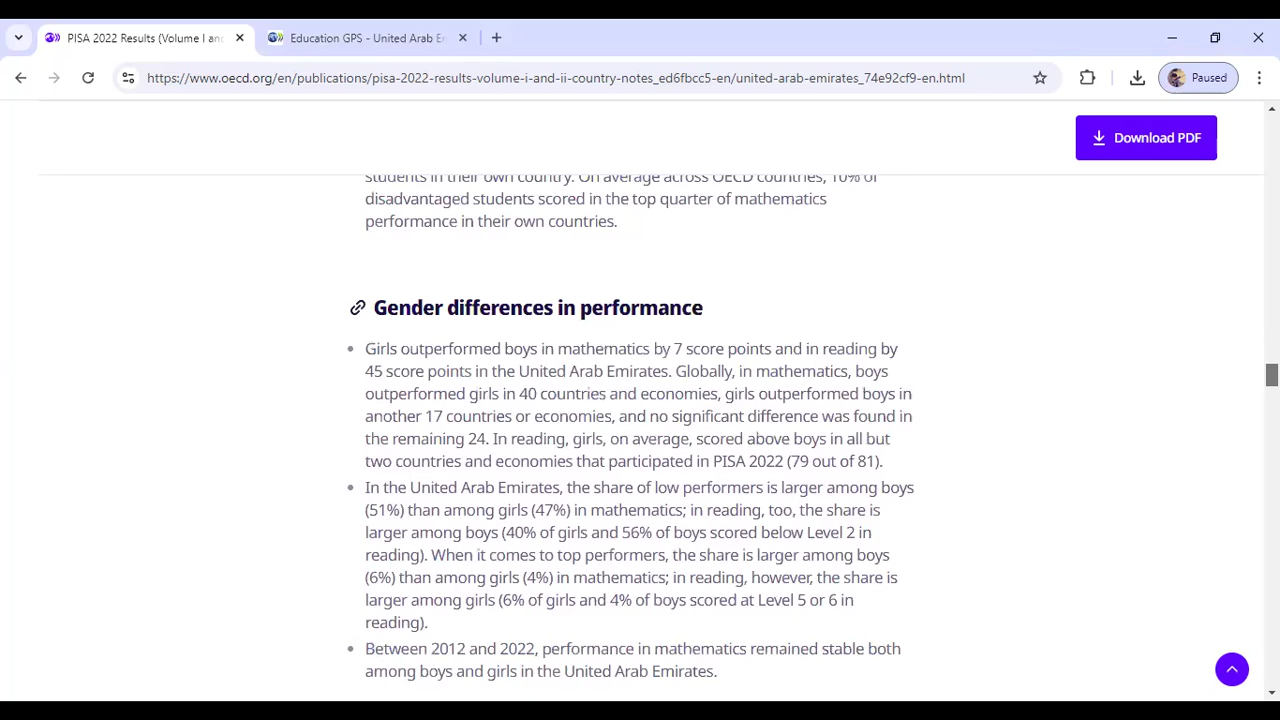 PISA 2022 Results (Volume I and
Education GPS - United Arab E
https://www.oecd.org/en/publications/pisa-2022-results-volume-i-and-ii-country-notes_ed6fbcc5-en/united-arab-emirates_74e92cf9-en.html
Paused
Download PDF
students in their own country. On average across OECD countries, 10% of
disadvantaged students scored in the top quarter of mathematics
performance in their own countries.
Gender differences in performance
Girls outperformed boys in mathematics by 7 score points and in reading by
45 score points in the United Arab Emirates. Globally, in mathematics, boys
outperformed girls in 40 countries and economies, girls outperformed boys in
another 17 countries or economies, and no significant difference was found in
the remaining 24. In reading, girls, on average, scored above boys in all but
two countries and economies that participated in PISA 2022 (79 out of 81).
In the United Arab Emirates, the share of low performers is larger among boys
(51%) than among girls (47%) in mathematics; in reading, too, the share is
larger among boys (40% of girls and 56% of boys scored below Level 2 in
reading). When it comes to top performers, the share is larger among boys
(6%) than among girls (4%) in mathematics; in reading, however, the share is
larger among girls (6% of girls and 4% of boys scored at Level 5 or 6 in
reading).
Between 2012 and 2022, performance in mathematics remained stable both
among boys and girls in the United Arab Emirates.